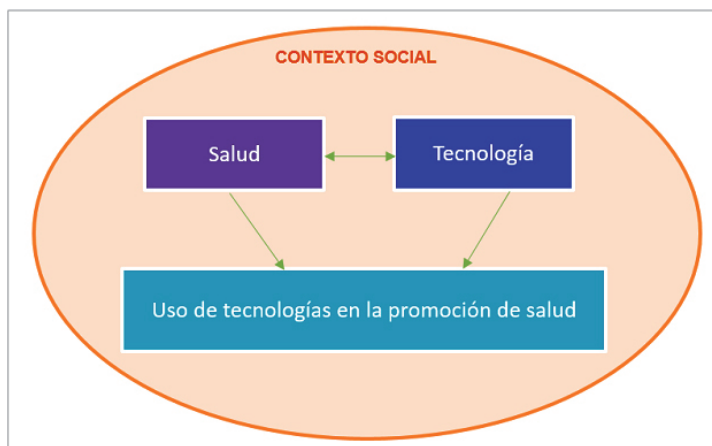 CONTEXTO SOCIAL
Salud
Tecnología
Uso de tecnologías en la promoción de salud